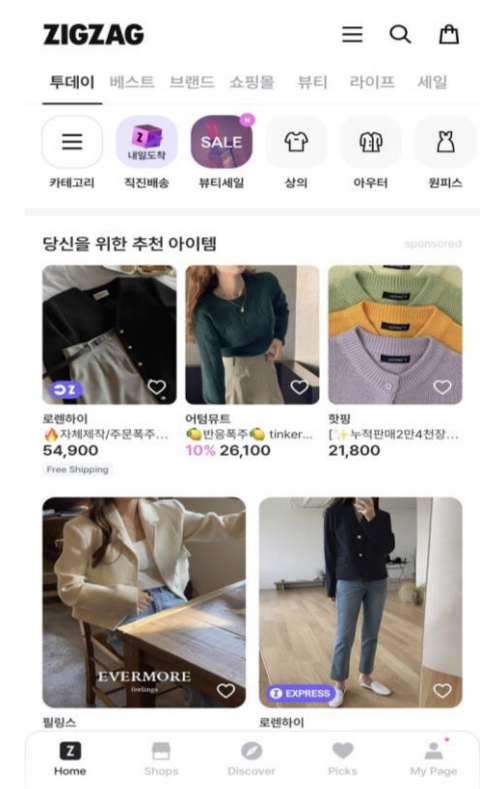 ZIGZAG
투데이 베스트 브랜드 쇼핑몰 뷰티 라이프 세일
Z
내일도착
SALE
N
카테고리 직진배송 뷰티세일 상의 아우터 원피스
당신을 위한 추천 아이템
sponsored
Z
로렌하이
🔥자체제작/주문폭주...
54,900
Free Shipping
어텀뮤트
🍋반응폭주🍋 tinker...
10% 26,100
핫핑
[✨누적판매2만4천장...
21,800
EVERMORE
feelings
Z EXPRESS
필링스
로렌하이
Z
Home Shops Discover Picks My Page